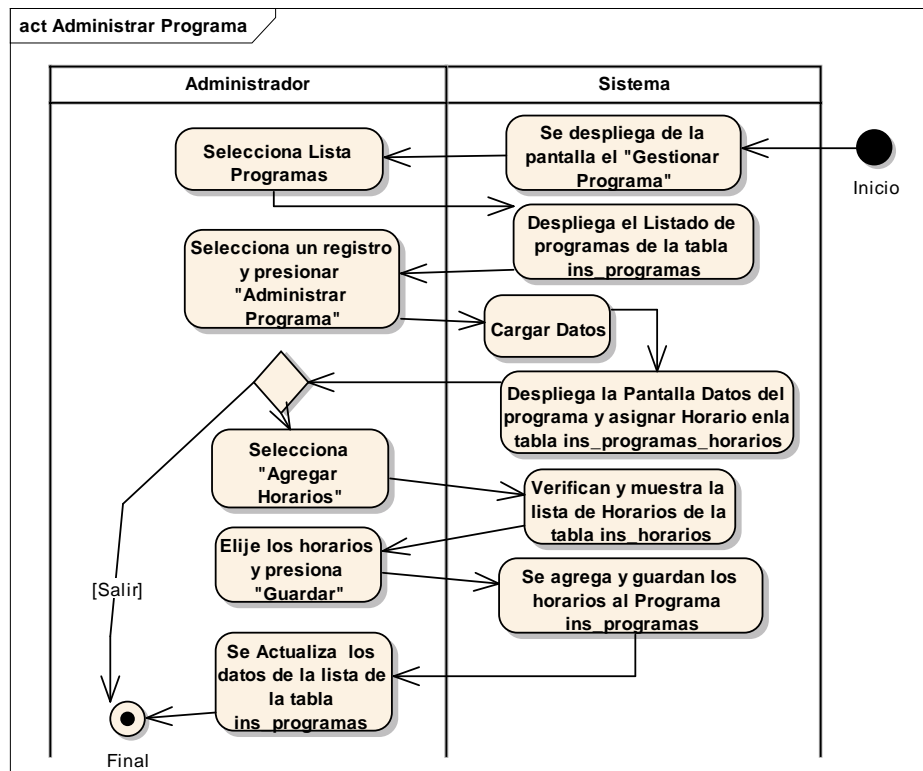 act Administrar Programa
Administrador
Sistema
Se despliega de la
pantalla el "Gestionar
Programa"
Inicio
Selecciona Lista
Programas
Despliega el Listado de
programas de la tabla
ins_programas
Selecciona un registro
y presionar
"Administrar
Programa"
Cargar Datos
Despliega la Pantalla Datos del
programa y asignar Horario enla
tabla ins_programas_horarios
Selecciona
"Agregar
Horarios"
Verifican y muestra la
lista de Horarios de la
tabla ins_horarios
Elije los horarios
y presiona
"Guardar"
Se agrega y guardan los
horarios al Programa
ins_programas
[Salir]
Se Actualiza los
datos de la lista de
la tabla
ins_programas
Final